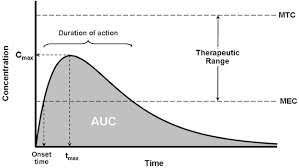 MTC
Duration of action
Cmax
Therapeutic
Range
Concentration
MEC
AUC
Onset
time
tmax
Time